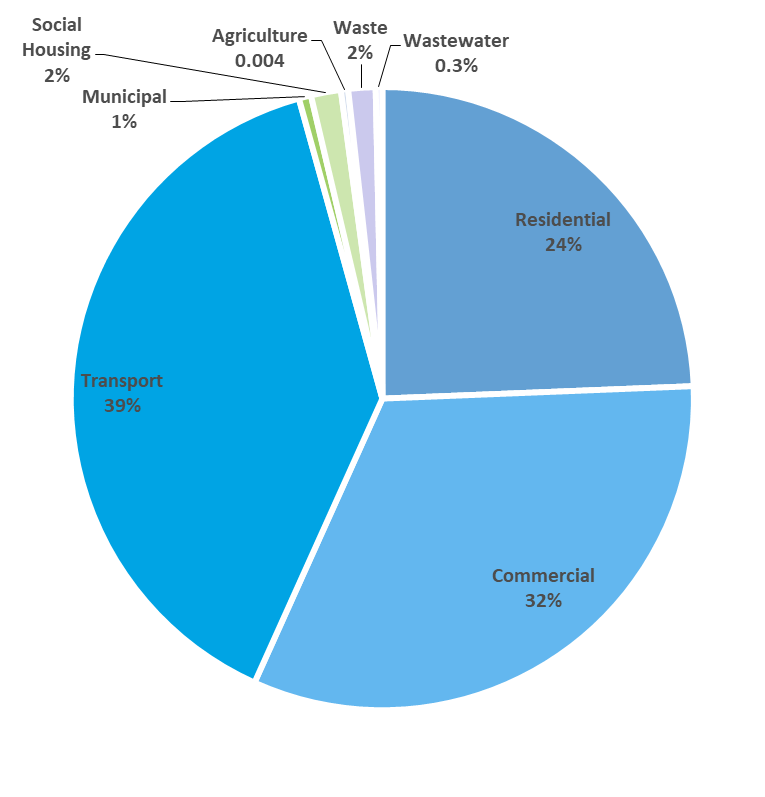 Social
Housing
2%
Agriculture
0.004
Waste
2%
Wastewater
0.3%
Municipal
1%
Residential
24%
Transport
39%
Commercial
32%